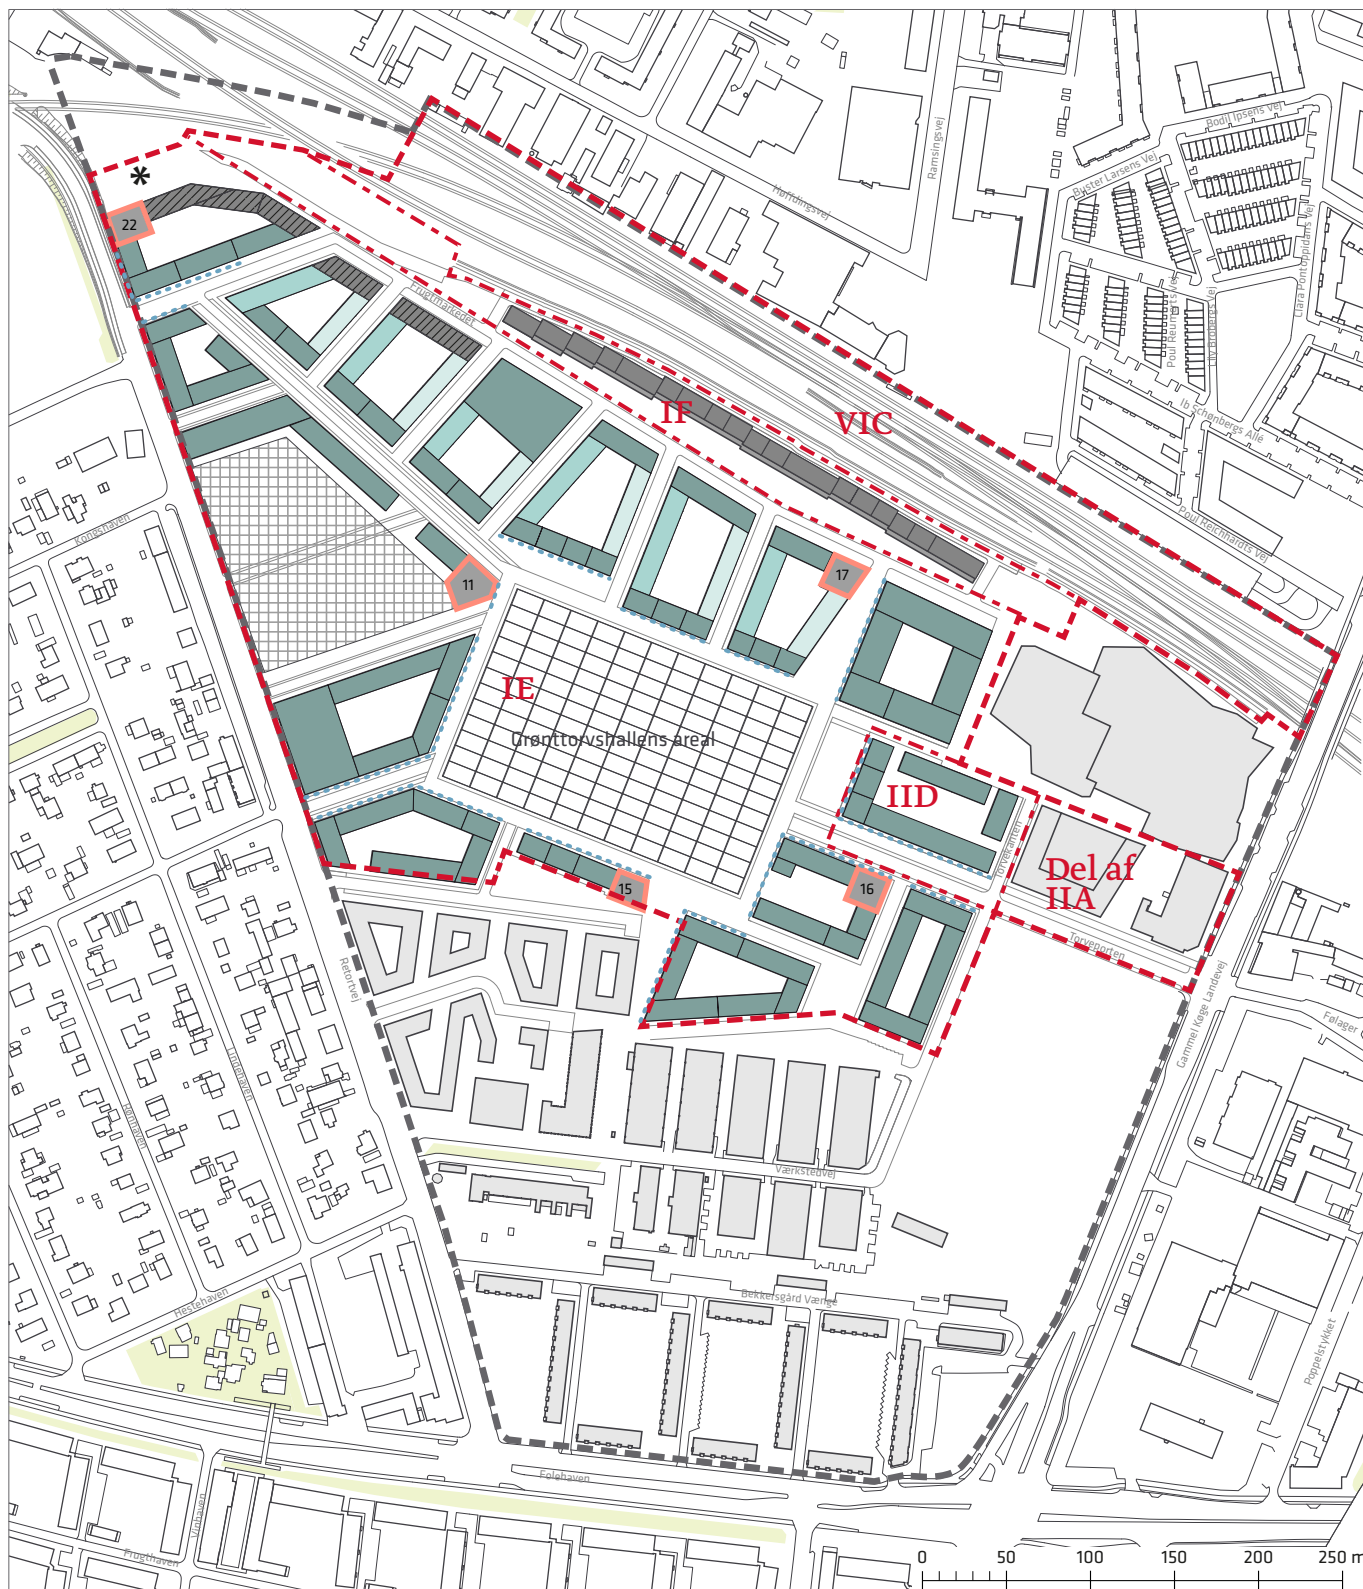 Bodil Ipsens Vej
Ramsingsvej
Buster Larsens Vej
*
Høffdingsvej
Clara Pontoppidans Vej
22
Frugtmarkedet
Poul Reumerts Vej
Lily Brobergs Vej
IF
VIC
Ib Schønbergs Allé
Poul Reichhardts Vej
Kongshaven
11
17
IE
Grønttorvshallens areal
IID
Torvekanten
Del af
IIA
15
16
Torveporten
Retortvej
Gammel Køge Landevej
Følager
Lindehaven
Hønhaven
Værkstedvej
Bekkersgård Vænge
Hestehaven
Poppelstykket
Folehaven
Vinhaven
Frugthaven
0 50 100 150 200 250 m